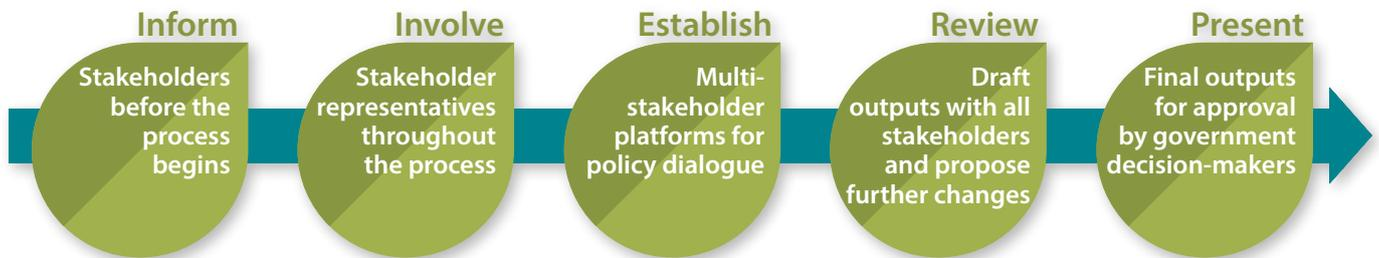 Inform
Stakeholders
before the
process
begins
Involve
Stakeholder
representatives
throughout
the process
Establish
Multi-
stakeholder
platforms for
policy dialogue
Review
Draft
outputs with all
stakeholders
and propose
further changes
Present
Final outputs
for approval
by government
decision-makers